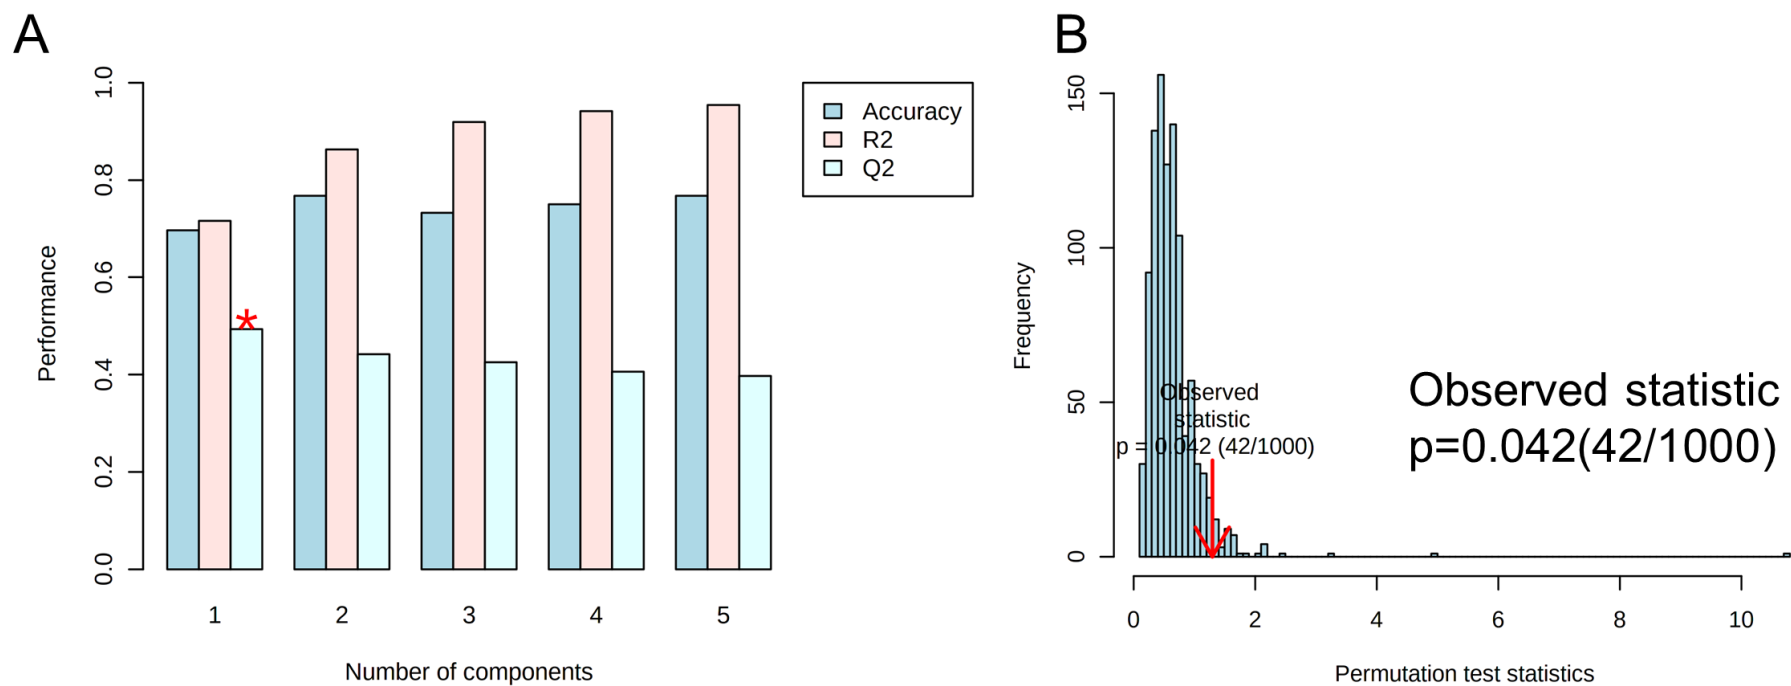 A
1.0
0.8
0.6
0.4
0.2
0.0
Performance
1
2
3
4
5
Number of components
Accuracy
R2
Q2
*
B
150
100
50
0
Frequency
Observed
statistic
p = 0.042 (42/1000)
Observed statistic
p=0.042(42/1000)
0
2
4
6
8
10
Permutation test statistics